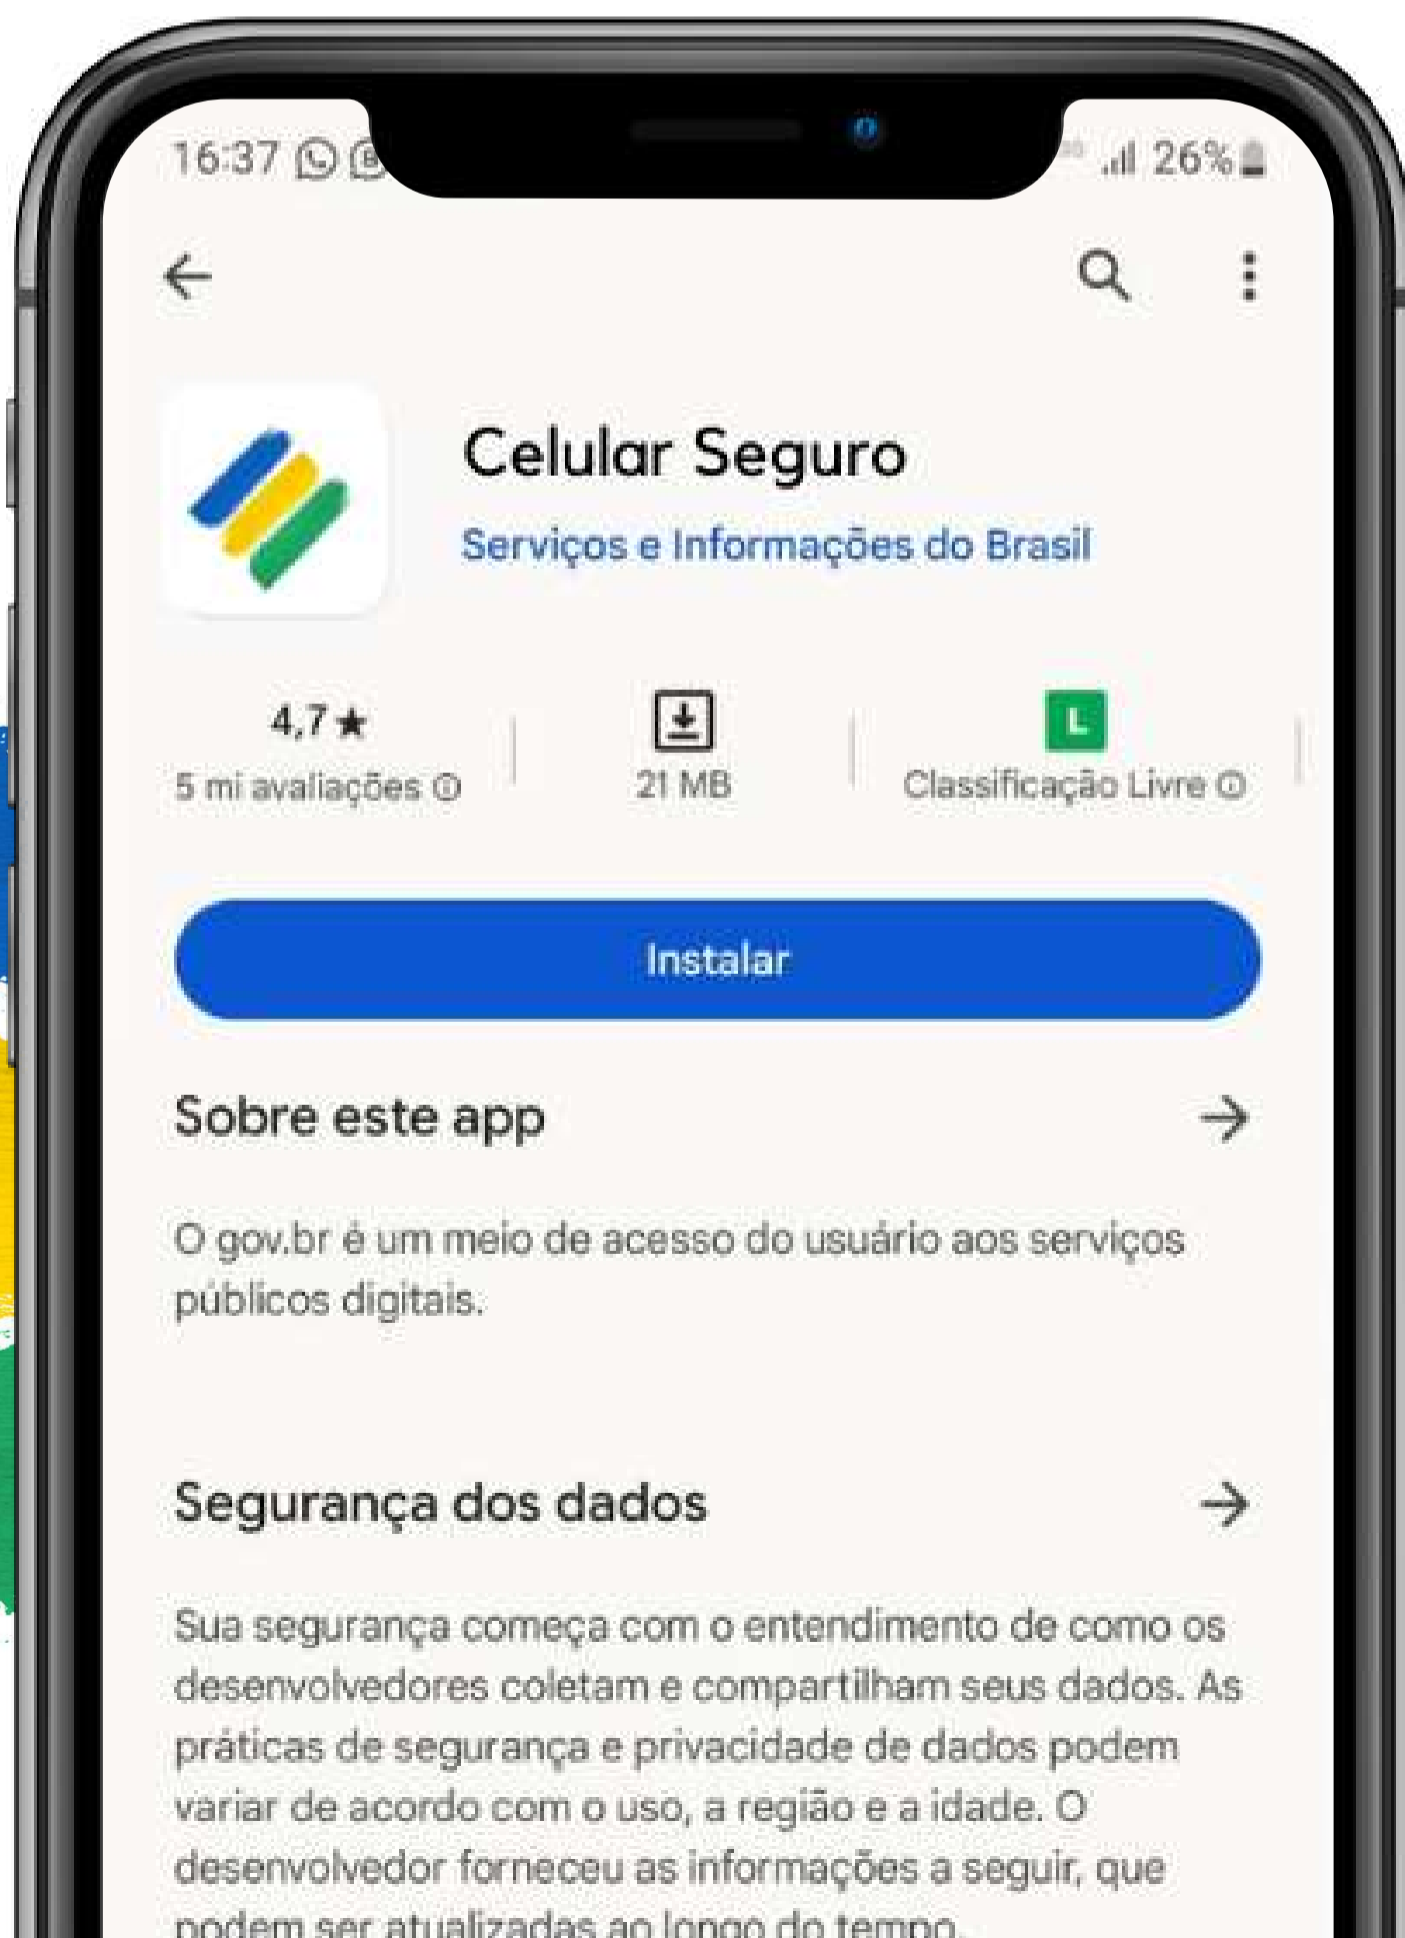 16:37
26%
Celular Seguro
Serviços e Informações do Brasil
4,7★
5 mi avaliações
21 MB
L
Classificação Livre
Instalar
Sobre este app
O gov.br é um meio de acesso do usuário aos serviços
públicos digitais.
Segurança dos dados
Sua segurança começa com o entendimento de como os
desenvolvedores coletam e compartilham seus dados. As
práticas de segurança e privacidade de dados podem
variar de acordo com o uso, a região e a idade. O
desenvolvedor forneceu as informações a seguir, que
podem ser atualizadas ao longo do tempo.